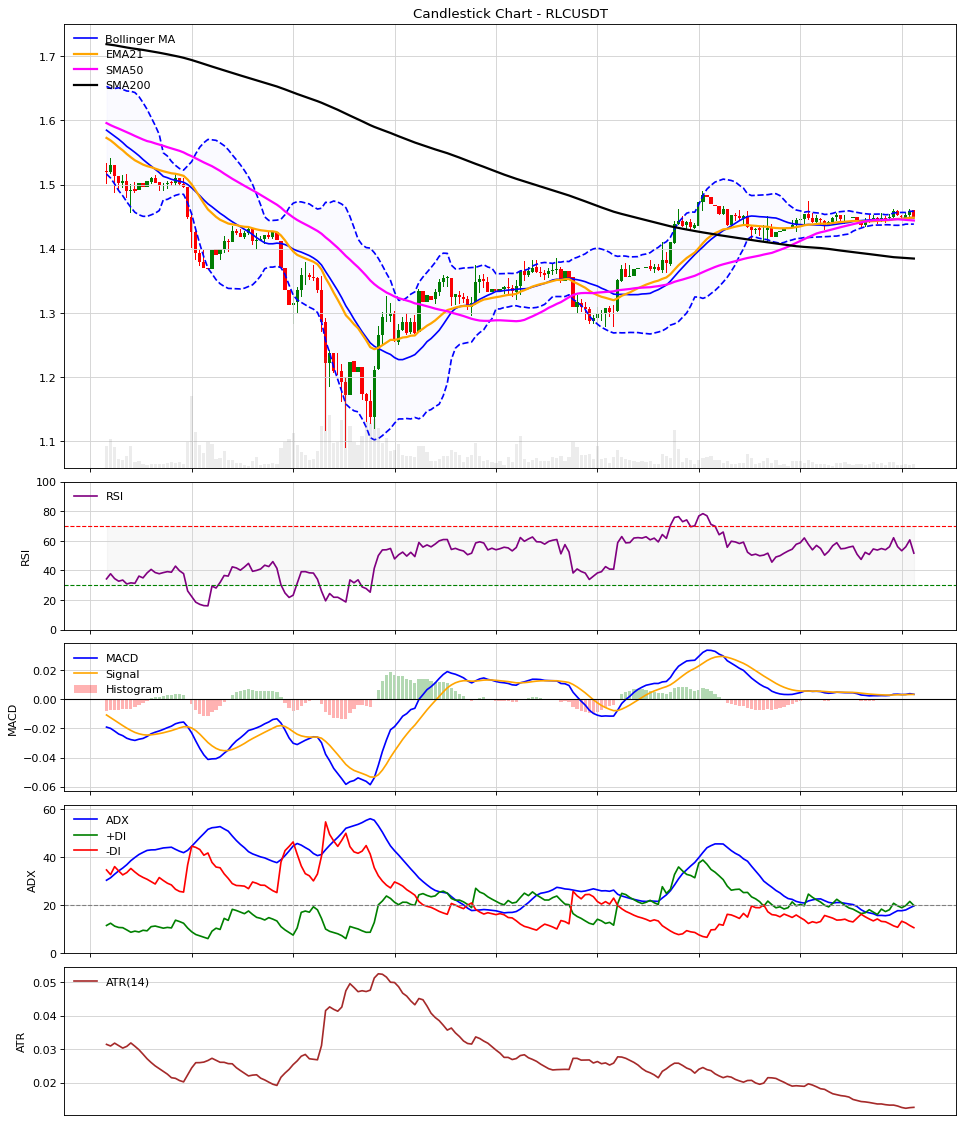 Candlestick Chart - RLCUSDT
Bollinger MA
EMA21
SMA50
SMA200
1.7
1.6
1.5
1.4
1.3
1.2
1.1
RSI
RSI
100
80
60
40
20
0
MACD
Signal
Histogram
MACD
0.02
0.00
−0.02
−0.04
−0.06
ADX
+DI
-DI
ADX
60
40
20
0
ATR(14)
ATR
0.05
0.04
0.03
0.02